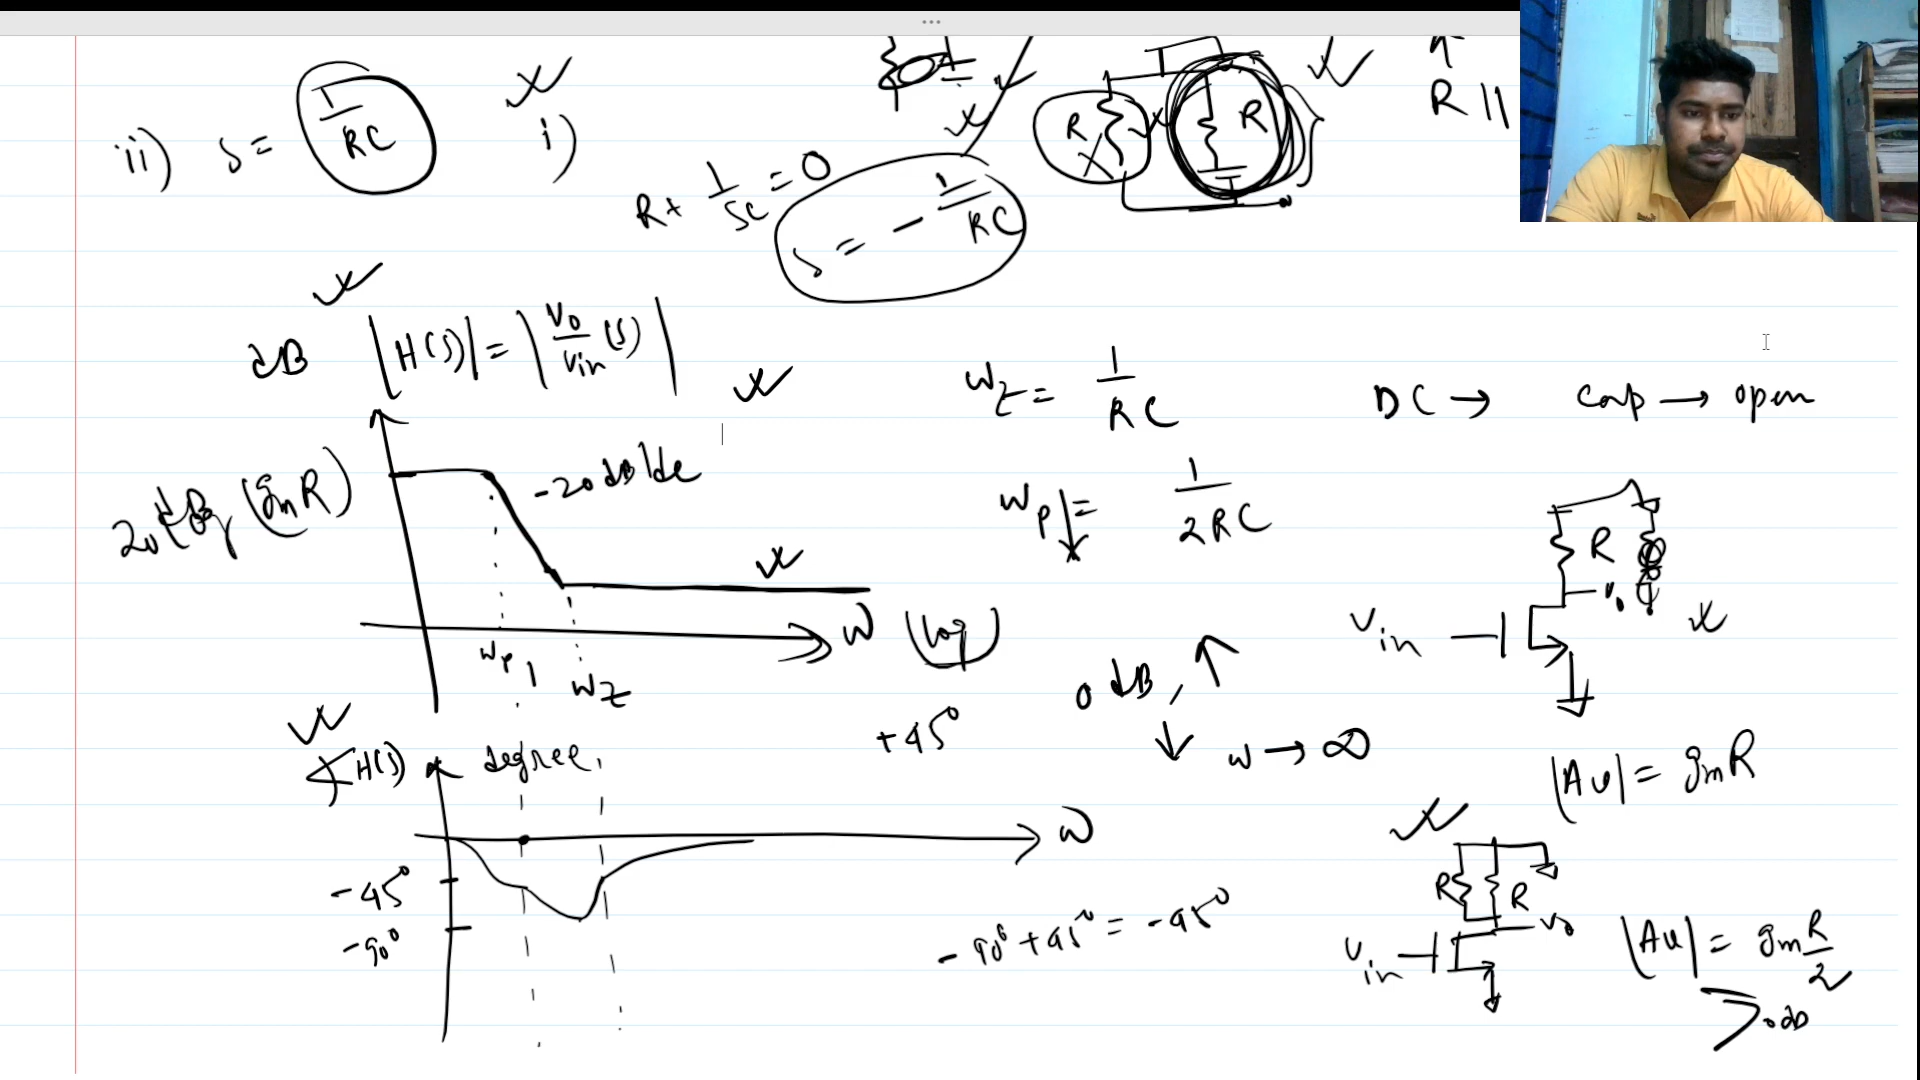 ii) s = 1/RC
i)
R + 1/sC = 0
s = - 1/RC
R
R
R ||
dB |H(s)| = |Vo/Vin (s)|
20 log (gmR)
-20 dB/dec
ωp1
ωz
ω (log)
ωz = 1/RC
ωp = 1/2RC
DC → cap → open
R
Vo
Vin
0 dB, ↑
↓ ω → ∞
|Av| = gmR
+45°
∠H(s)
degree,
ω
-45°
-90°
-90° + 45° = -45°
R
R
Vo
Vin
|Av| = gm R/2
> 0 dB